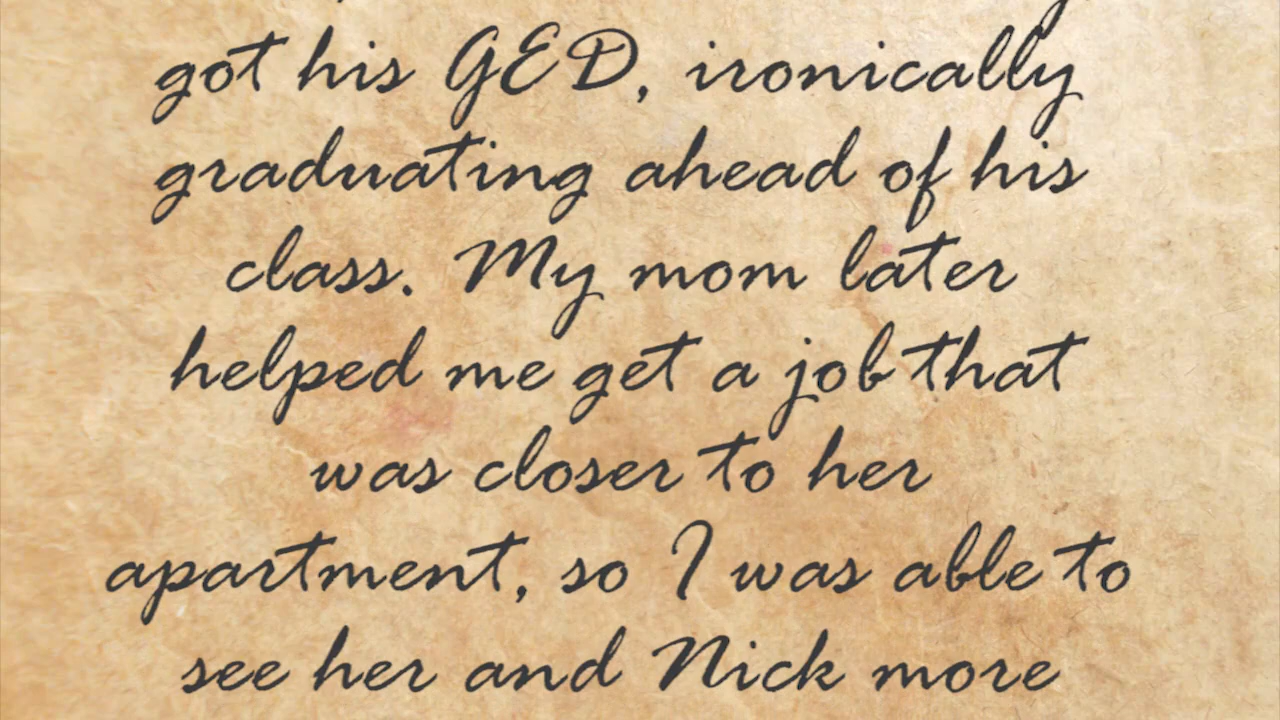 got his GED, ironically
graduating ahead of his
class. My mom later
helped me get a job that
was closer to her
apartment, so I was able to
see her and Nick more